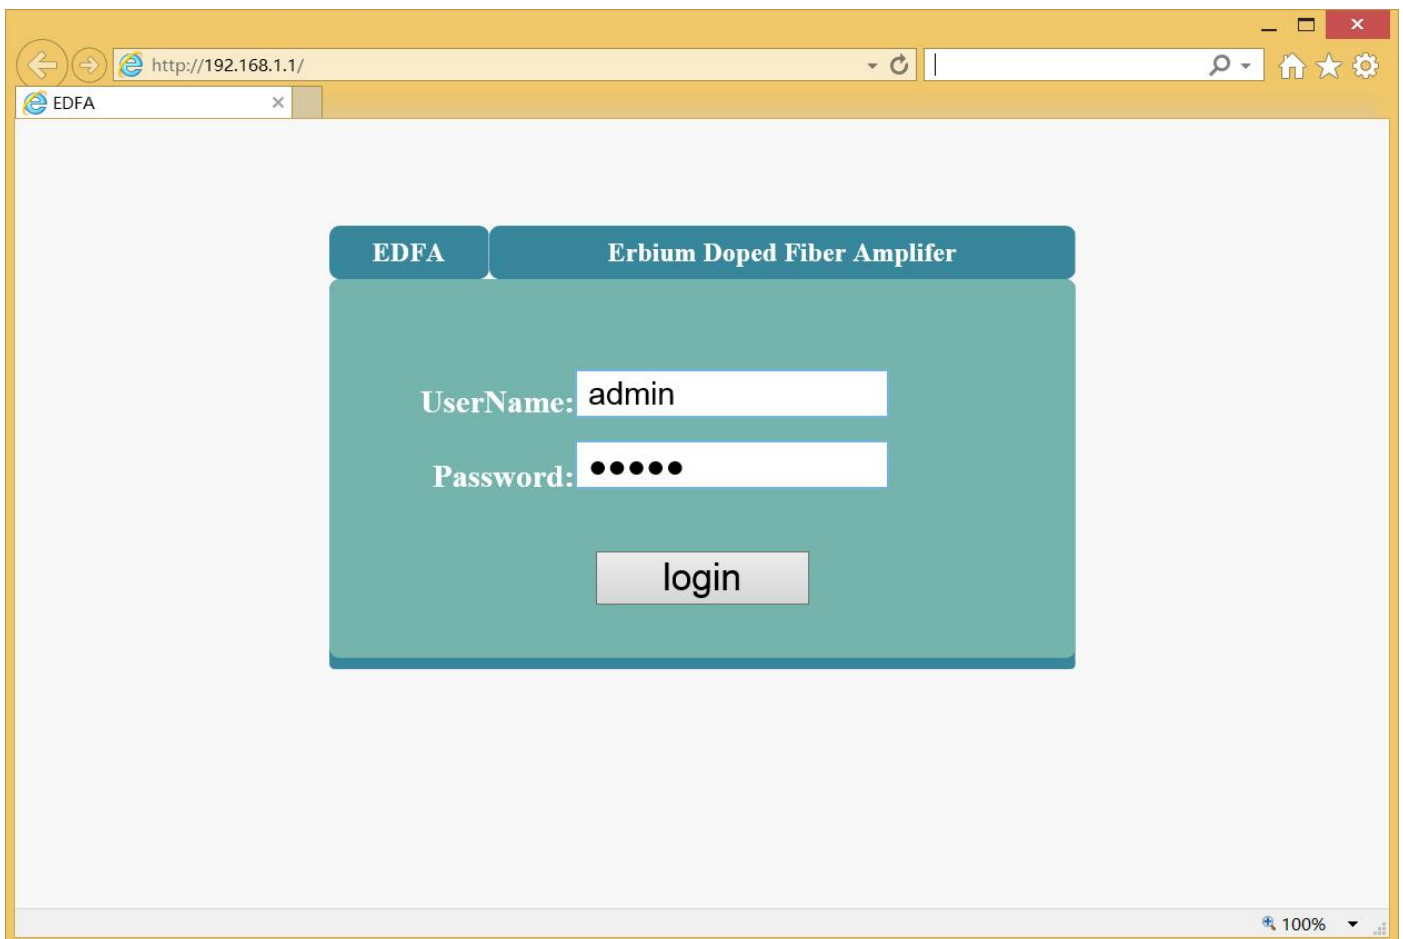 http://192.168.1.1/
EDFA
EDFA
Erbium Doped Fiber Amplifer
UserName: admin
Password: ●●●●●
login
100%